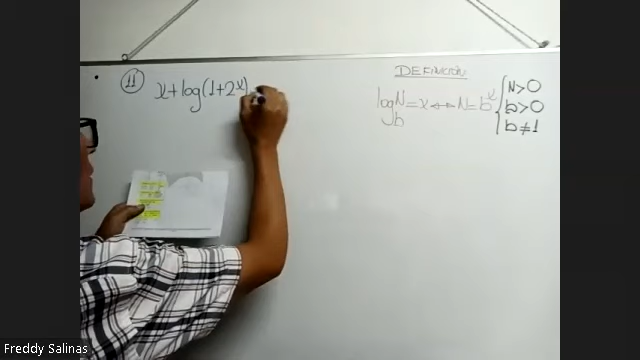 11 x+log(1+2^x)
DEFINICIÓN
log_b N = x ↔ N = b^x { N>0
b>0
b≠1
Freddy Salinas